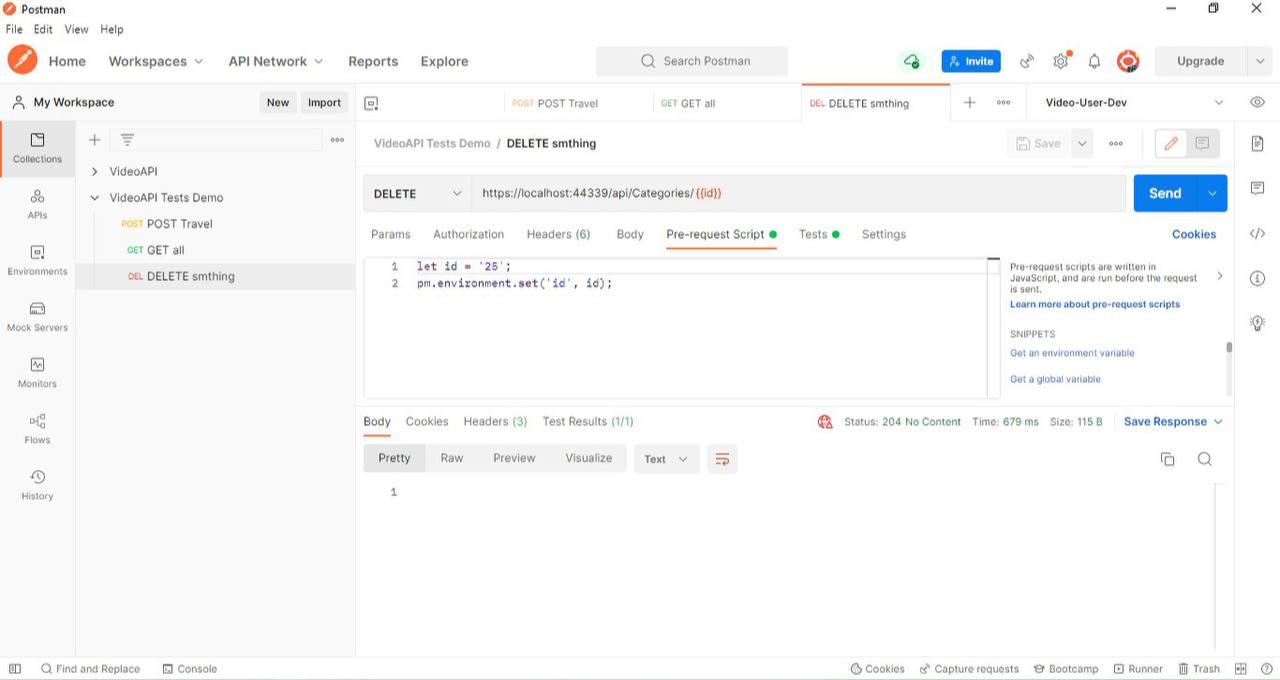 Postman
File Edit View Help
Home Workspaces API Network Reports Explore Search Postman Invite Upgrade
My Workspace New Import POST POST Travel GET GET all DEL DELETE smthing Video-User-Dev
Collections
APIs
Environments
Mock Servers
Monitors
Flows
History
VideoAPI
VideoAPI Tests Demo
POST POST Travel
GET GET all
DEL DELETE smthing
VideoAPI Tests Demo / DELETE smthing Save
DELETE https://localhost:44339/api/Categories/{{id}} Send
Params Authorization Headers (6) Body Pre-request Script Tests Settings Cookies
1 let id = '25';
2 pm.environment.set('id', id);
Pre-request scripts are written in
JavaScript, and are run before the request
is sent.
Learn more about pre-request scripts
SNIPPETS
Get an environment variable
Get a global variable
Body Cookies Headers (3) Test Results (1/1) Status: 204 No Content Time: 679 ms Size: 115 B Save Response
Pretty Raw Preview Visualize Text
1
Find and Replace Console Cookies Capture requests Bootcamp Runner Trash